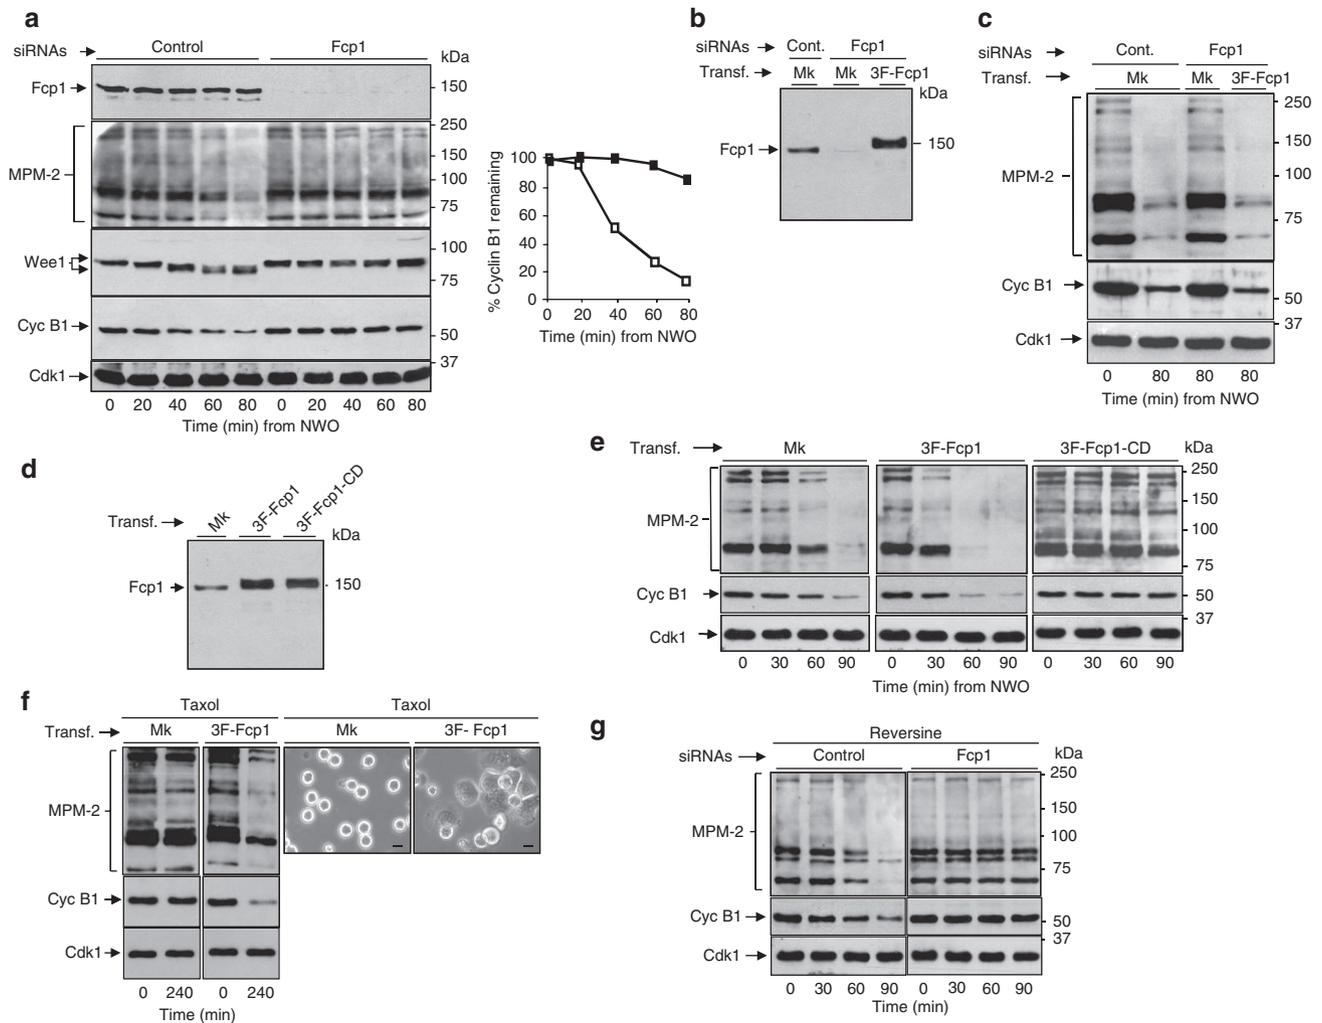 a
siRNAs Control Fcp1
kDa
Fcp1 150
250
150
MPM-2 100
75
100
Wee1
75
Cyc B1
50
37
Cdk1
0 20 40 60 80 0 20 40 60 80
Time (min) from NWO
% Cyclin B1 remaining
100
80
60
40
20
0
0 20 40 60 80
Time (min) from NWO
b
siRNAs Cont. Fcp1
Transf. Mk Mk 3F-Fcp1
kDa
Fcp1 150
c
siRNAs Cont. Fcp1
Transf. Mk Mk 3F-Fcp1
kDa
250
150
MPM-2 100
75
Cyc B1
50
37
Cdk1
0 80 80 80
Time (min) from NWO
d
Transf. Mk 3F-Fcp1 3F-Fcp1-CD
kDa
Fcp1 150
e
Transf. Mk 3F-Fcp1 3F-Fcp1-CD kDa
250
150
MPM-2
100
75
Cyc B1 50
37
Cdk1
0 30 60 90 0 30 60 90 0 30 60 90
Time (min) from NWO
f
Taxol Taxol
Transf. Mk 3F-Fcp1 Mk 3F- Fcp1
MPM-2
Cyc B1
Cdk1
0 240 0 240
Time (min)
g
Reversine
siRNAs Control Fcp1 kDa
250
150
MPM-2 100
75
Cyc B1 50
37
Cdk1
0 30 60 90 0 30 60 90
Time (min)